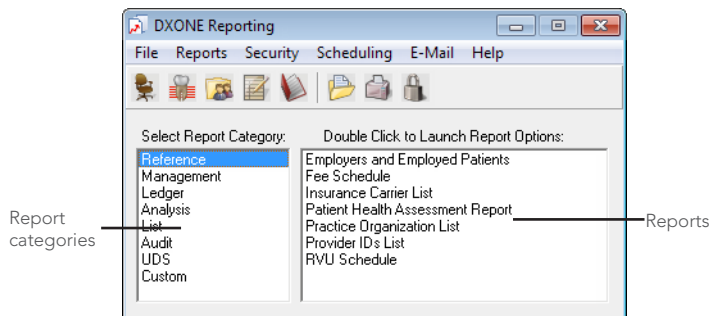 DXONE Reporting
File Reports Security Scheduling E-Mail Help
Select Report Category:
Double Click to Launch Report Options:
Reference
Management
Ledger
Analysis
List
Audit
UDS
Custom
Employers and Employed Patients
Fee Schedule
Insurance Carrier List
Patient Health Assessment Report
Practice Organization List
Provider IDs List
RVU Schedule
Report
categories
Reports